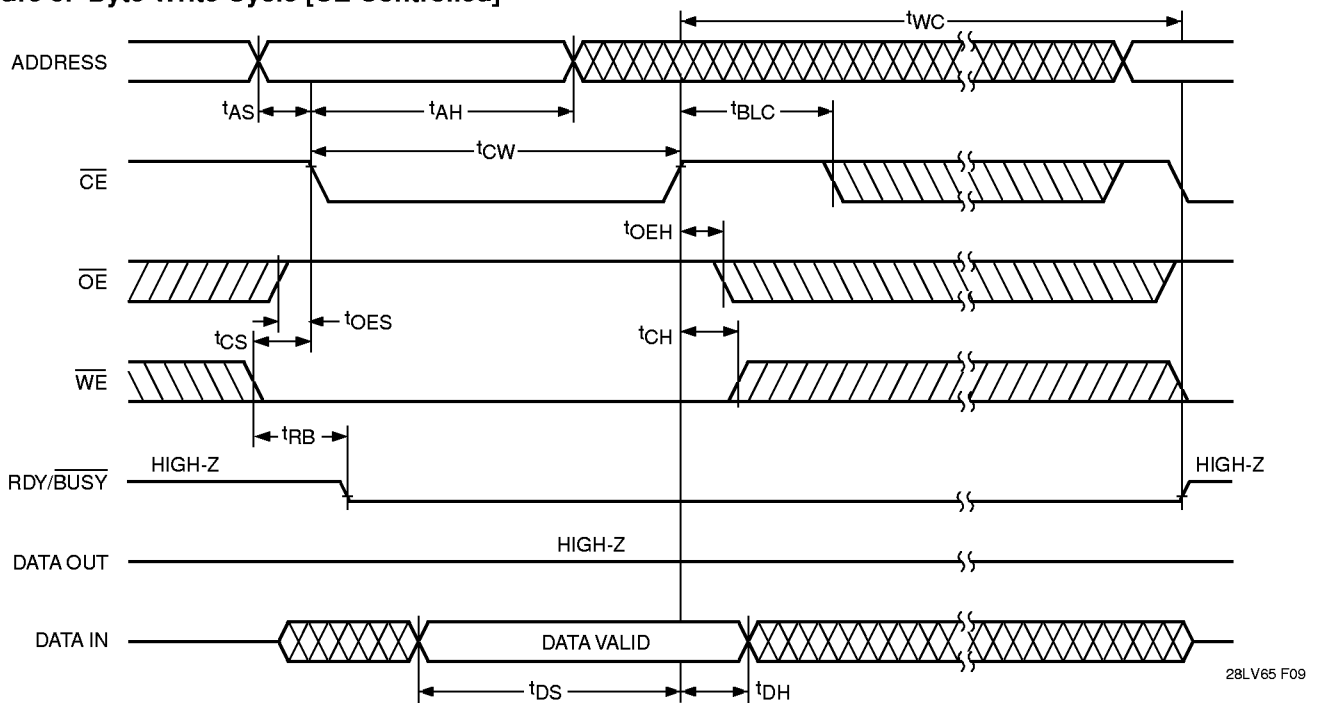 tWC
ADDRESS
tAS
tAH
tBLC
tCW
CE
tOEH
OE
tOES
tCS
tCH
WE
tRB
HIGH-Z
HIGH-Z
RDY/BUSY
HIGH-Z
DATA OUT
DATA IN
DATA VALID
28LV65 F09
tDS
tDH